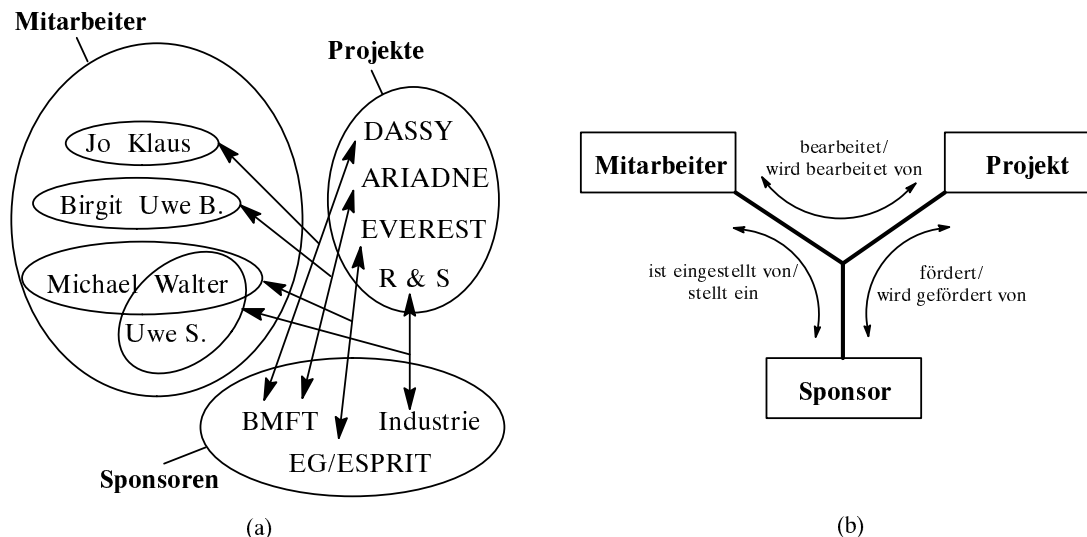 Mitarbeiter
Projekte
Jo Klaus
Birgit Uwe B.
Michael Walter
Uwe S.
DASSY
ARIADNE
EVEREST
R & S
BMFT
Industrie
EG/ESPRIT
Sponsoren
(a)
Mitarbeiter
bearbeitet/
wird bearbeitet von
Projekt
ist eingestellt von/
stellt ein
fördert/
wird gefördert von
Sponsor
(b)